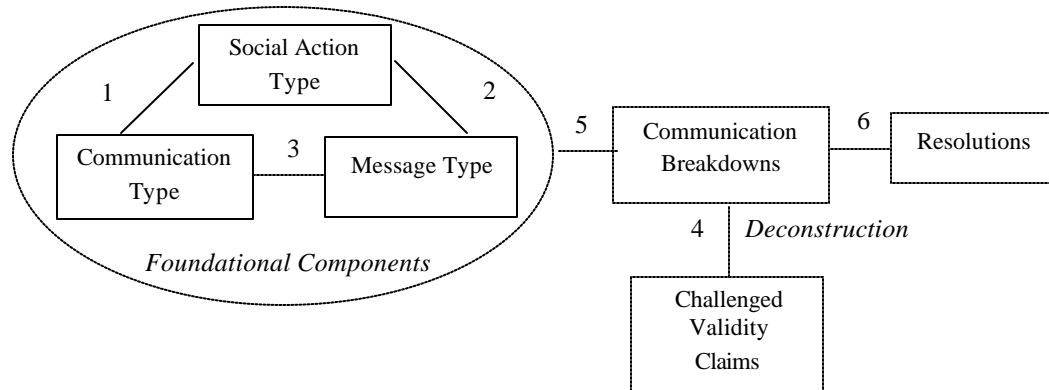 Social Action
Type
1
2
Communication
Type
3
Message Type
Foundational Components
5
Communication
Breakdowns
6
Resolutions
4
Deconstruction
Challenged
Validity
Claims